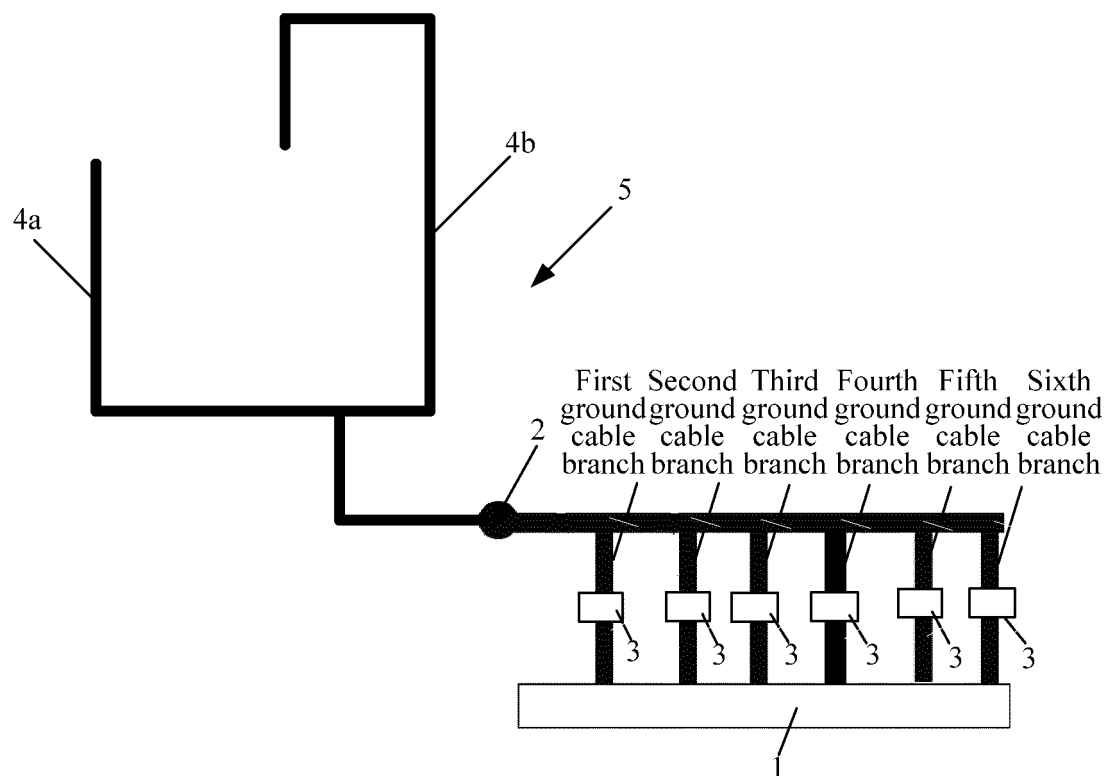 4b
5
4a
First Second Third Fourth Fifth Sixth
ground ground ground ground ground ground
cable cable cable cable cable cable
branch branch branch branch branch branch
2
3 3 3 3 3 3
1